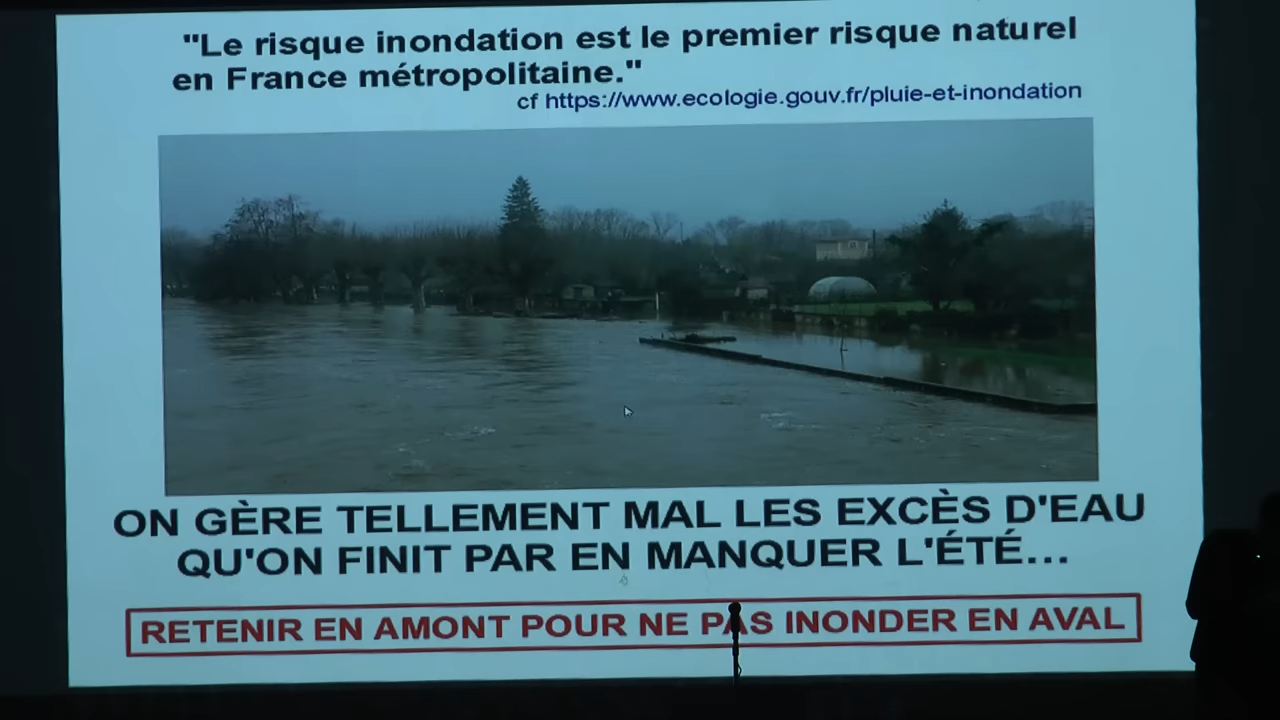 "Le risque inondation est le premier risque naturel
en France métropolitaine."
cf https://www.ecologie.gouv.fr/pluie-et-inondation
ON GÈRE TELLEMENT MAL LES EXCÈS D'EAU
QU'ON FINIT PAR EN MANQUER L'ÉTÉ...
RETENIR EN AMONT POUR NE PAS INONDER EN AVAL